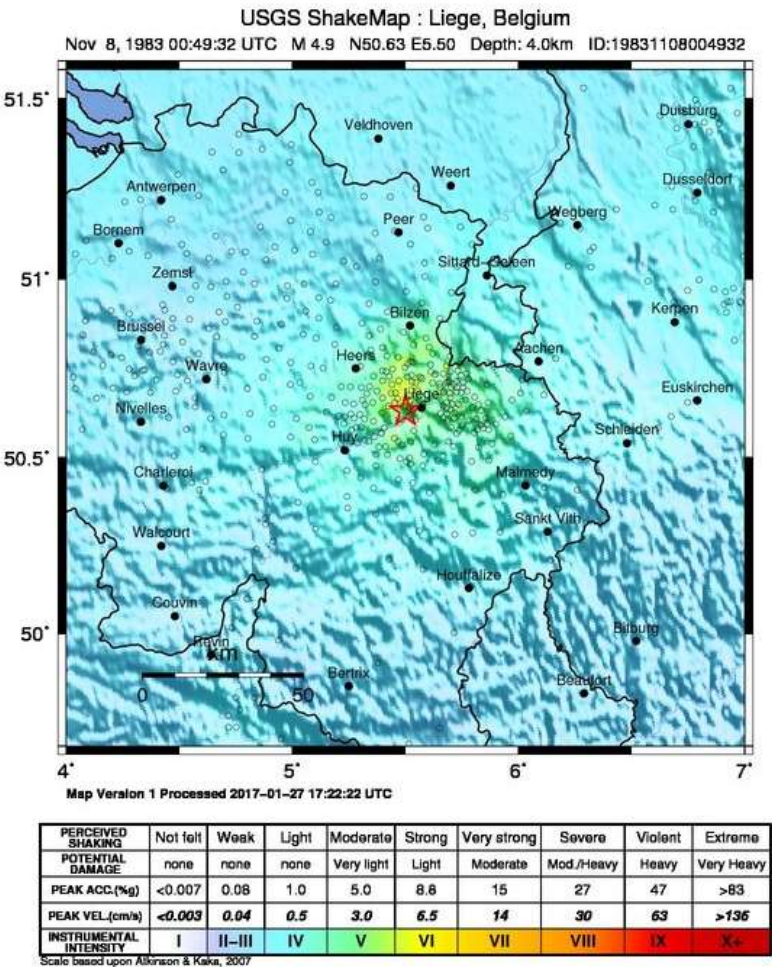 USGS ShakeMap : Liege, Belgium
Nov 8, 1983 00:49:32 UTC M 4.9 N50.63 E5.50 Depth: 4.0km ID:19831108004932
51.5°
Duisburg
Veldhoven
Weert
Dusseldorf
Antwerpen
Wegberg
Peer
Bornem
Sittard-Geleen
51°
Zemst
Kerpen
Bilzen
Brussel
Aachen
Heers
Wavre
Euskirchen
Liege
Nivelles
Schleiden
Huy
50.5°
Charleroi
Malmedy
Sankt Vith
Walcourt
Houffalize
Couvin
50°
Bitburg
Revin
km
Bertrix
Beaufort
0 50
4° 5° 6° 7°
Map Version 1 Processed 2017-01-27 17:22:22 UTC
PERCEIVED SHAKING Not felt Weak Light Moderate Strong Very strong Severe Violent Extreme
POTENTIAL DAMAGE none none none Very light Light Moderate Mod./Heavy Heavy Very Heavy
PEAK ACC.(%g) <0.007 0.08 1.0 5.0 8.8 15 27 47 >83
PEAK VEL.(cm/s) <0.003 0.04 0.5 3.0 6.5 14 30 63 >136
INSTRUMENTAL INTENSITY I II-III IV V VI VII VIII IX X+
Scale based upon Atkinson & Kaka, 2007